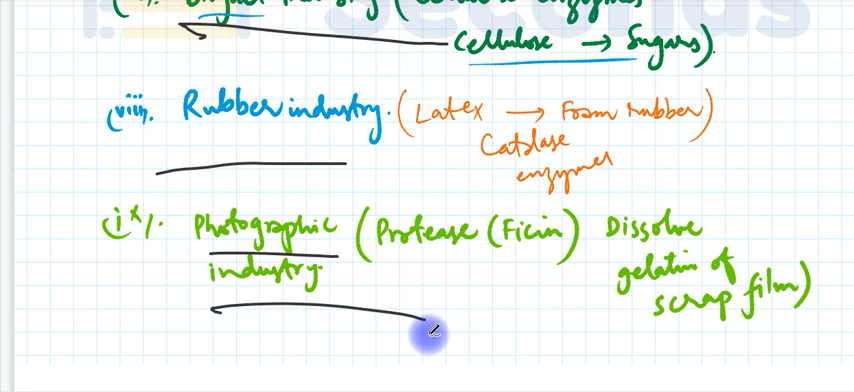 Cellulose → Sugars).
(viii). Rubber industry. (Latex → Foam rubber)
Catalase
enzymes
(ix). Photographic (Protease (Ficin) Dissolve
industry. gelatin of
scrap film)